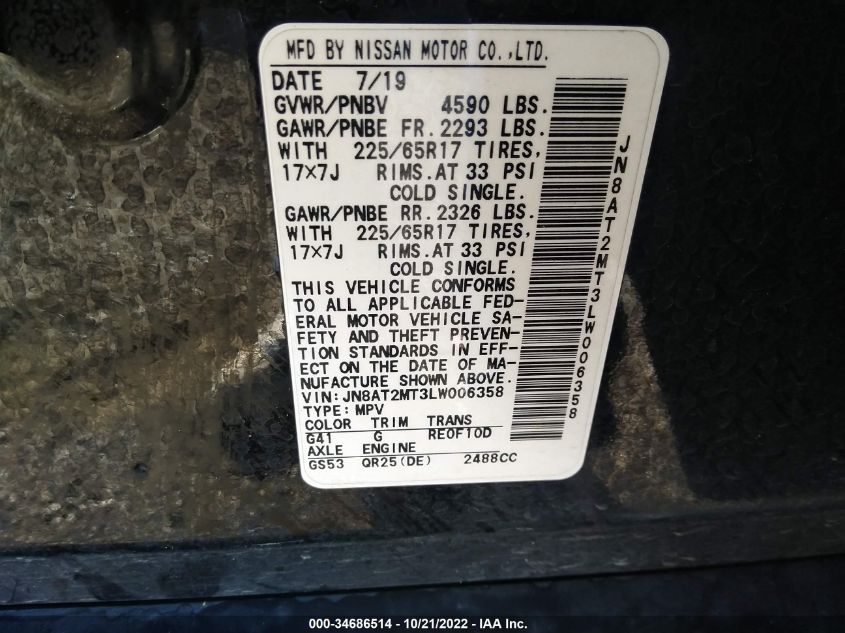 MFD BY NISSAN MOTOR CO.,LTD.
DATE 7/19
GVWR/PNBV 4590 LBS.
GAWR/PNBE FR. 2293 LBS.
WITH 225/65R17 TIRES,
17×7J RIMS.AT 33 PSI
COLD SINGLE.
GAWR/PNBE RR. 2326 LBS.
WITH 225/65R17 TIRES,
17×7J RIMS.AT 33 PSI
COLD SINGLE.
THIS VEHICLE CONFORMS
TO ALL APPLICABLE FED-
ERAL MOTOR VEHICLE SA-
FETY AND THEFT PREVEN-
TION STANDARDS IN EFF-
ECT ON THE DATE OF MA-
NUFACTURE SHOWN ABOVE.
VIN:JN8AT2MT3LW006358
TYPE:MPV
COLOR TRIM TRANS
G41 G RE0F10D
AXLE ENGINE
GS53 QR25(DE) 2488CC
JN8AT2MT3LW006358
000-34686514 - 10/21/2022 - IAA Inc.